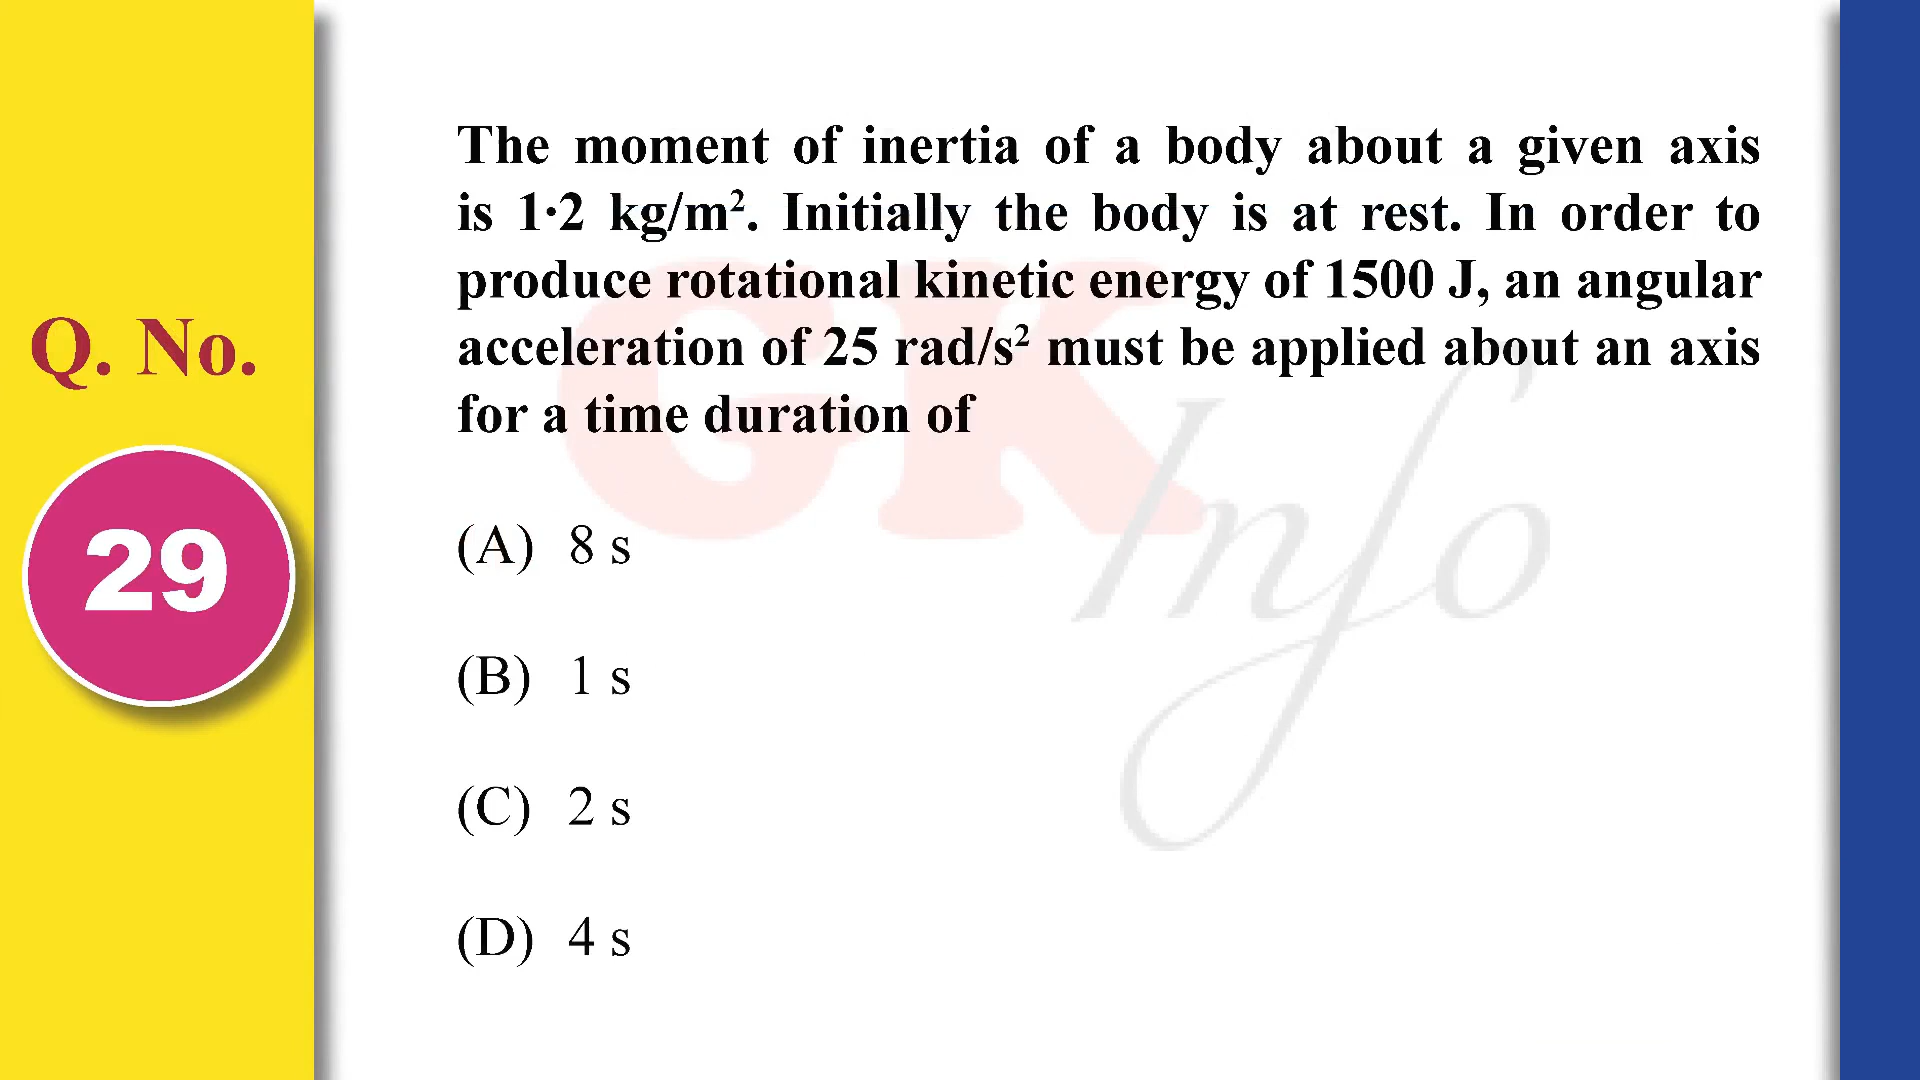 Q. No.
29
The moment of inertia of a body about a given axis
is 1·2 kg/m². Initially the body is at rest. In order to
produce rotational kinetic energy of 1500 J, an angular
acceleration of 25 rad/s² must be applied about an axis
for a time duration of
(A) 8 s
(B) 1 s
(C) 2 s
(D) 4 s
GK
Info